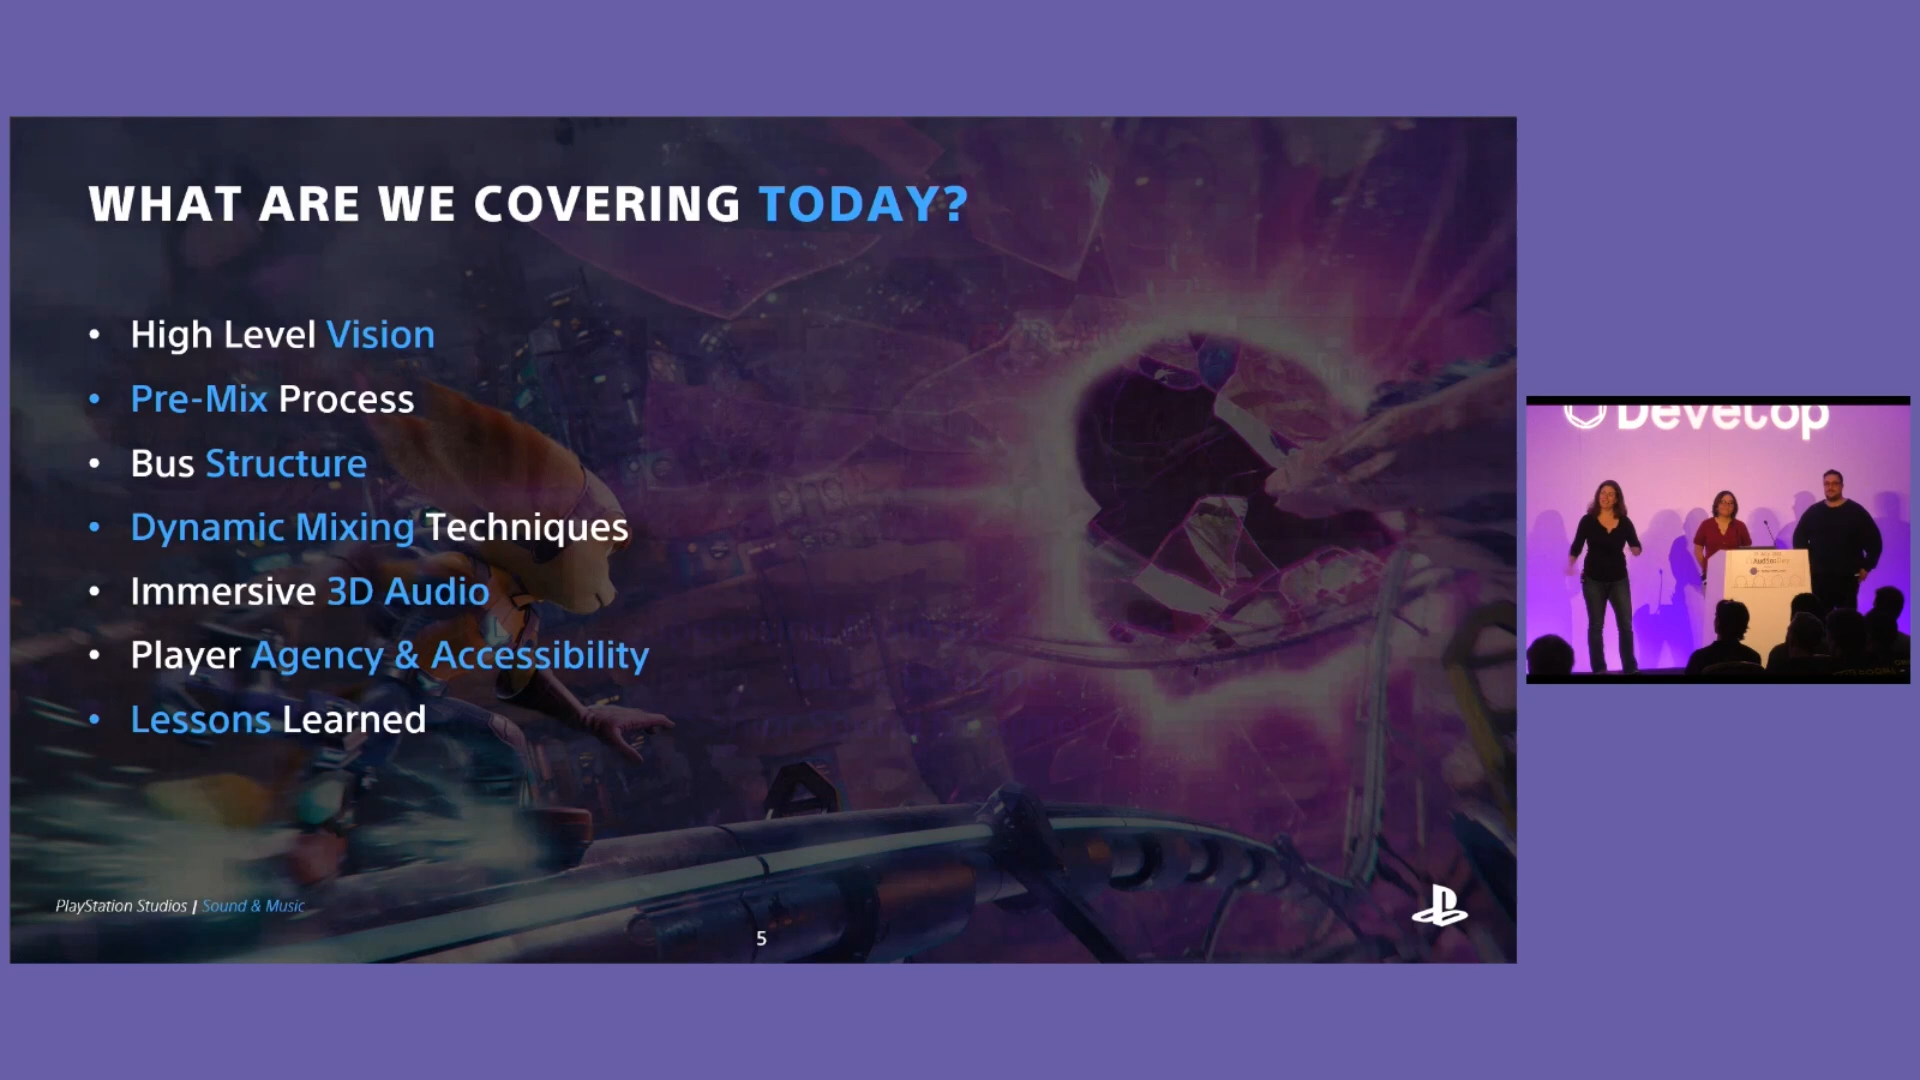 WHAT ARE WE COVERING TODAY?
• High Level Vision
• Pre-Mix Process
• Bus Structure
• Dynamic Mixing Techniques
• Immersive 3D Audio
• Player Agency & Accessibility
• Lessons Learned
PlayStation Studios | Sound & Music
5
Develop
Audio